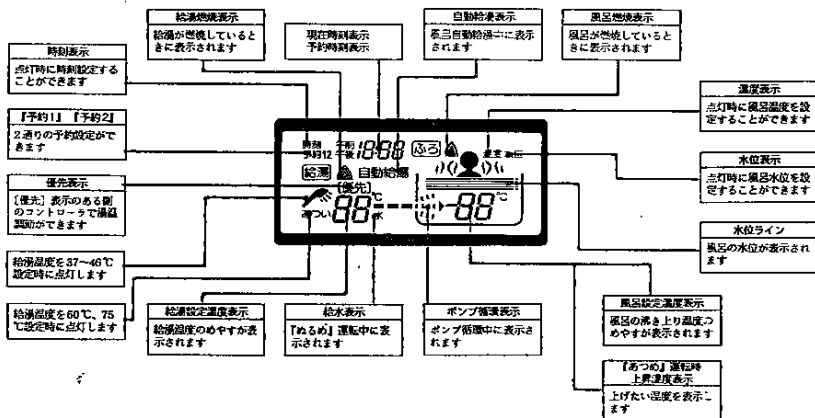 給湯燃焼表示
給湯が燃焼していると
きに表示されます
現在時刻表示
予約時刻表示
自動給湯表示
風呂自動給湯中に表示
されます
風呂燃焼表示
風呂が燃焼していると
きに表示されます
時刻表示
点灯時に時刻設定する
ことができます
『予約1』『予約2』
2通りの予約設定がで
きます
優先表示
[優先]表示のある側
のコントローラで湯温
調節ができます
給湯温度を37〜46℃
設定時に点灯します
給湯温度を60℃、75
℃設定時に点灯します
時刻
予約12
午前
午後
18:88
ふろ
温度
水位
給湯
自動給湯
[優先]
あつい
88℃
水
88℃
温度表示
点灯時に風呂温度を設
定することができます
水位表示
点灯時に風呂水位を設
定することができます
水位ライン
風呂の水位が表示され
ます
給湯設定温度表示
給湯温度のめやすが表
示されます
給水表示
『ぬるめ』運転中に表
示されます
ポンプ循環表示
ポンプ循環中に表示さ
れます
風呂設定温度表示
風呂の沸き上り温度の
めやすが表示されます
『あつめ』運転時
上昇温度表示
上げたい温度を表示し
ます